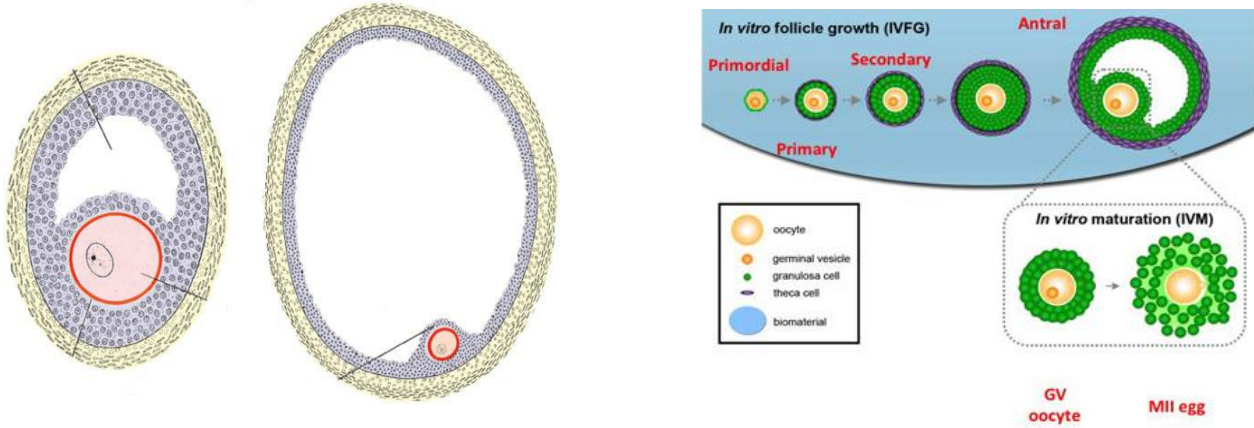 In vitro follicle growth (IVFG)
Antral
Primordial
Secondary
Primary
In vitro maturation (IVM)
oocyte
germinal vesicle
granulosa cell
theca cell
biomaterial
GV
oocyte
MII egg